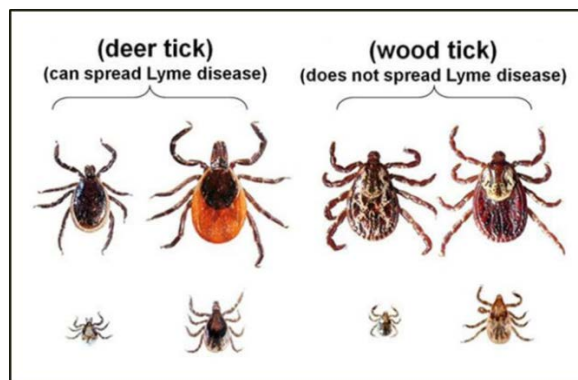 (deer tick)
(can spread Lyme disease)
(wood tick)
(does not spread Lyme disease)